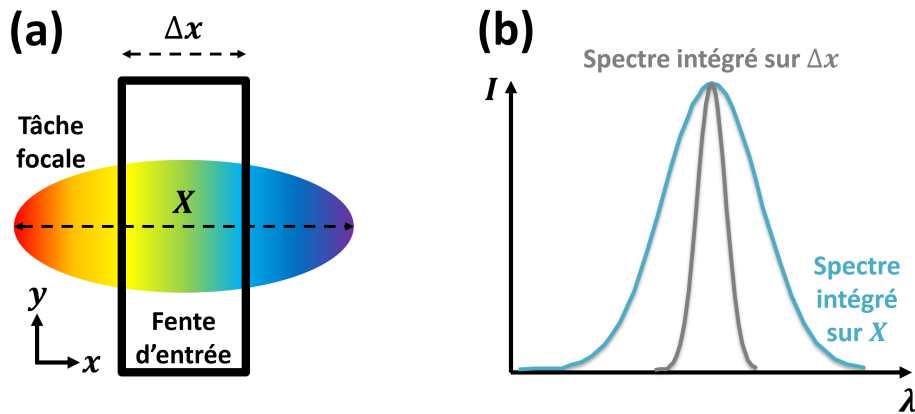 (a)
Δx
Tâche
focale
X
y
x
Fente
d'entrée
(b)
Spectre intégré sur Δx
I
Spectre
intégré
sur X
λ